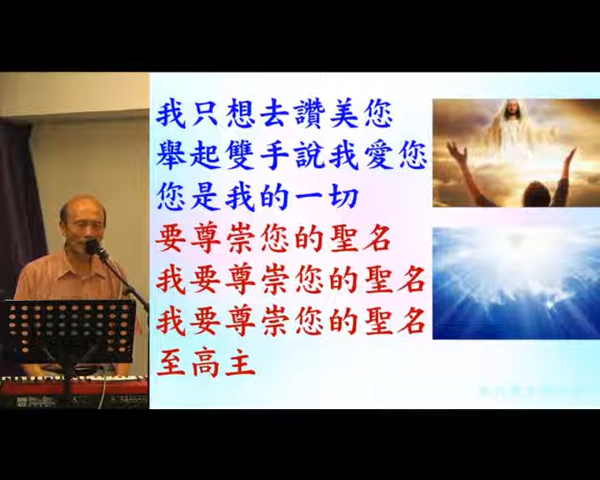 我只想去讚美您
舉起雙手說我愛您
您是我的一切
要尊崇您的聖名
我要尊崇您的聖名
我要尊崇您的聖名
至高主